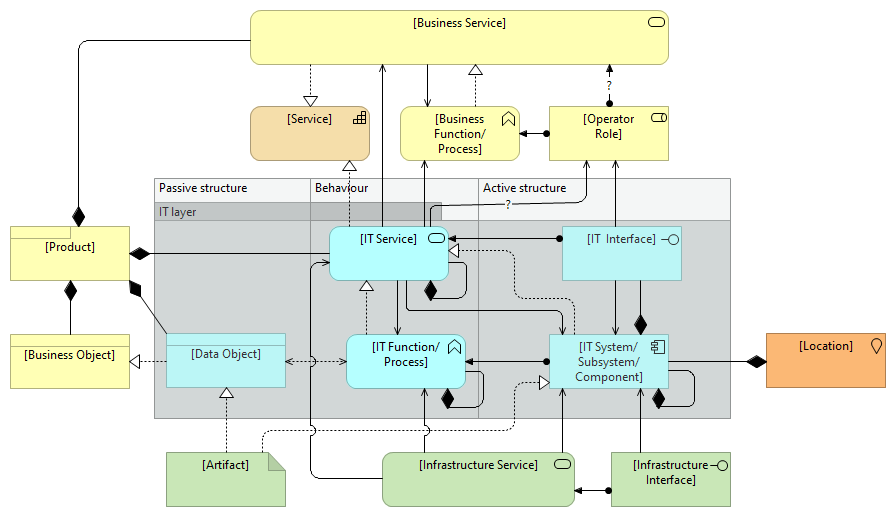 [Business Service]
[Service]
[Business
Function/
Process]
?
[Operator
Role]
Passive structure
Behaviour
Active structure
?
IT layer
[Product]
[IT Service]
[IT  Interface]
[Business Object]
[Data Object]
[IT Function/
Process]
[IT System/
Subsystem/
Component]
[Location]
[Artifact]
[Infrastructure Service]
[Infrastructure
Interface]